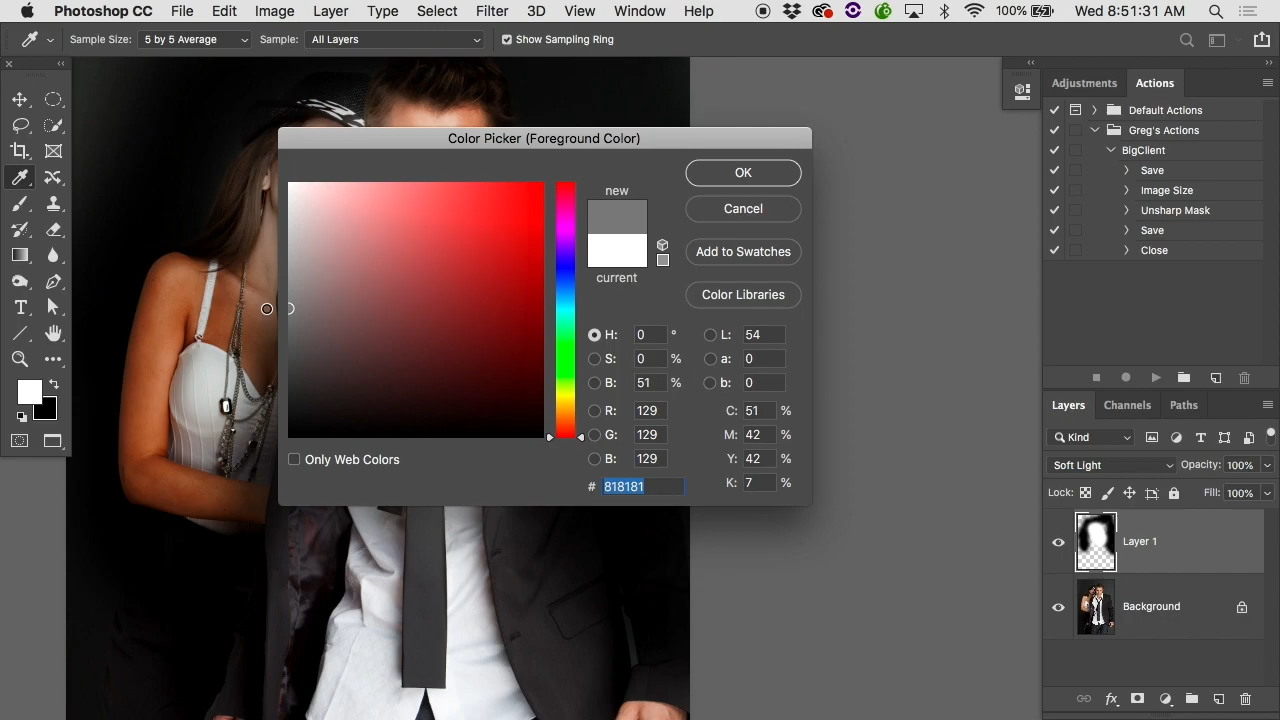 Photoshop CC File Edit Image Layer Type Select Filter 3D View Window Help 100% Wed 8:51:31 AM
Sample Size: 5 by 5 Average Sample: All Layers Show Sampling Ring
Color Picker (Foreground Color)
new
current
OK
Cancel
Add to Swatches
Color Libraries
H: 0 ° L: 54
S: 0 % a: 0
B: 51 % b: 0
R: 129 C: 51 %
G: 129 M: 42 %
B: 129 Y: 42 %
# 818181 K: 7 %
Only Web Colors
Adjustments Actions
Default Actions
Greg's Actions
BigClient
Save
Image Size
Unsharp Mask
Save
Close
Layers Channels Paths
Kind
Soft Light Opacity: 100%
Lock: Fill: 100%
Layer 1
Background
fx